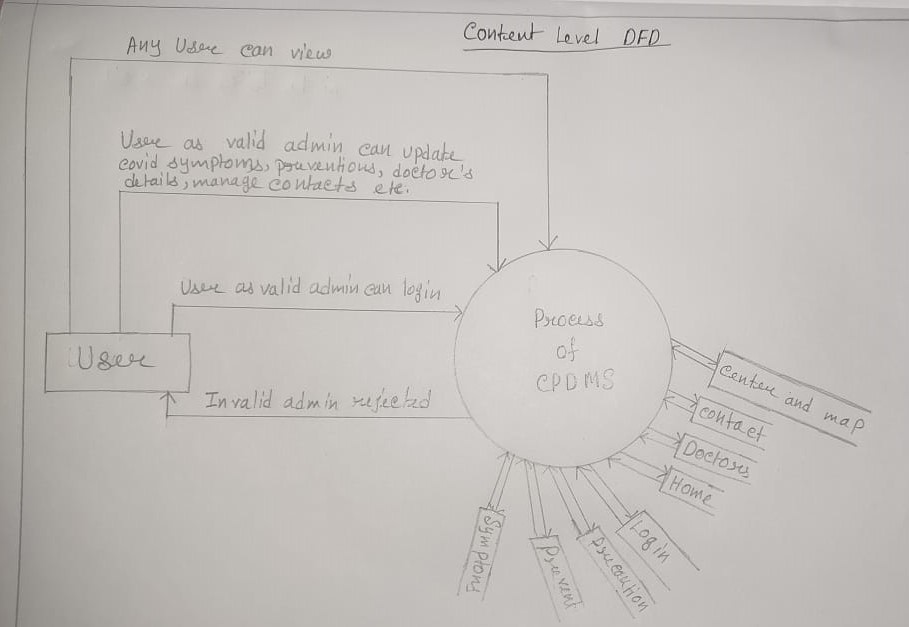 Content Level DFD
Any User can view
User as valid admin can update
covid symptoms, preventions, doctor's
details, manage contacts etc.
User as valid admin can login
Process
of
CPDMS
User
Invalid admin rejected
Center and map
contact
Doctors
Home
Login
Precaution
Prevent
Symptons